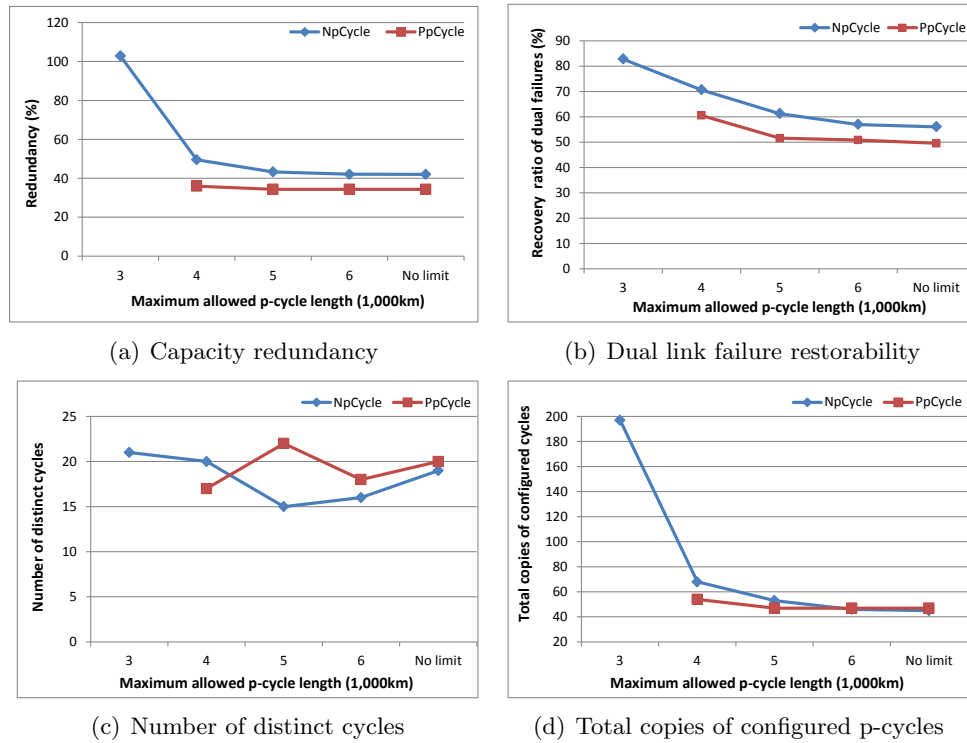 NpCycle PpCycle
120
100
80
60
40
20
0
Redundancy (%)
3 4 5 6 No limit
Maximum allowed p-cycle length (1,000km)
(a) Capacity redundancy
NpCycle PpCycle
90
80
70
60
50
40
30
20
10
0
Recovery ratio of dual failures (%)
3 4 5 6 No limit
Maximum allowed p-cycle length (1,000km)
(b) Dual link failure restorability
NpCycle PpCycle
25
20
15
10
5
0
Number of distinct cycles
3 4 5 6 No limit
Maximum allowed p-cycle length (1,000km)
(c) Number of distinct cycles
NpCycle PpCycle
200
180
160
140
120
100
80
60
40
20
Total copies of configured cycles
3 4 5 6 No limit
Maximum allowed p-cycle length (1,000km)
(d) Total copies of configured p-cycles